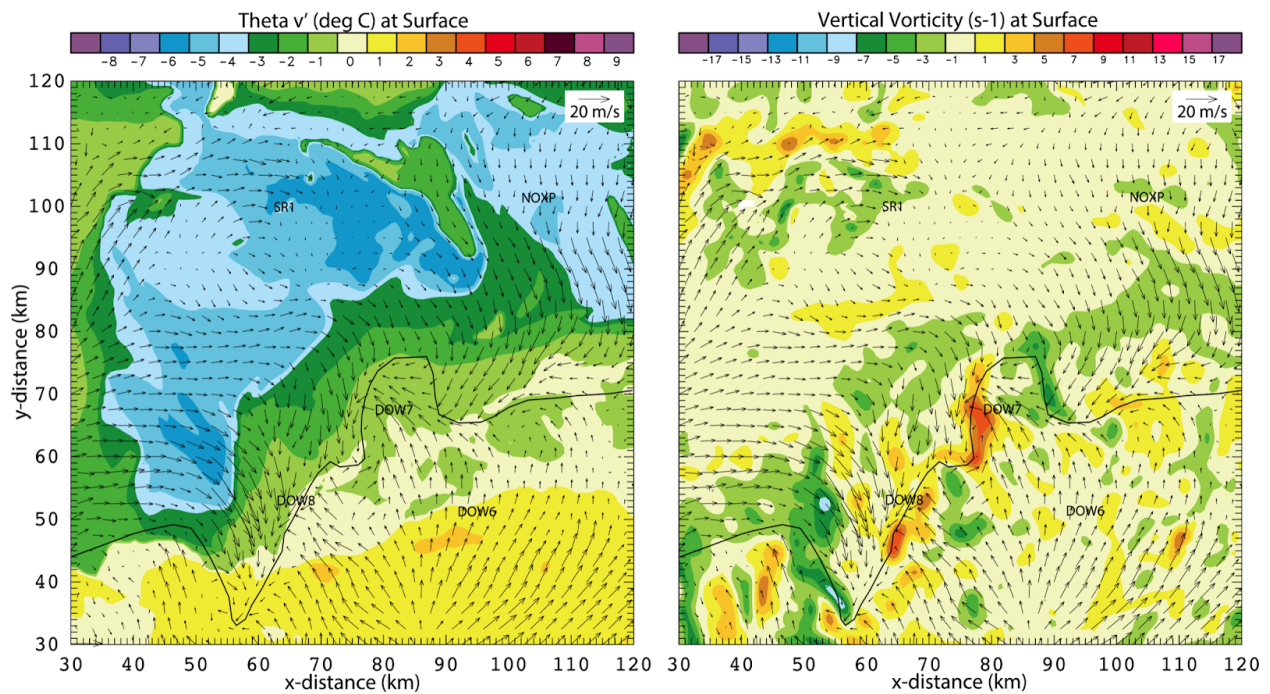 Theta v' (deg C) at Surface
-8 -7 -6 -5 -4 -3 -2 -1 0 1 2 3 4 5 6 7 8 9
120
110
100
90
80
70
60
50
40
30
y-distance (km)
20 m/s
SR1
NOXP
DOW7
DOW8
DOW6
30 40 50 60 70 80 90 100 110 120
x-distance (km)
Vertical Vorticity (s-1) at Surface
-17 -15 -13 -11 -9 -7 -5 -3 -1 1 3 5 7 9 11 13 15 17
20 m/s
SR1
NOXP
DOW7
DOW8
DOW6
30 40 50 60 70 80 90 100 110 120
x-distance (km)